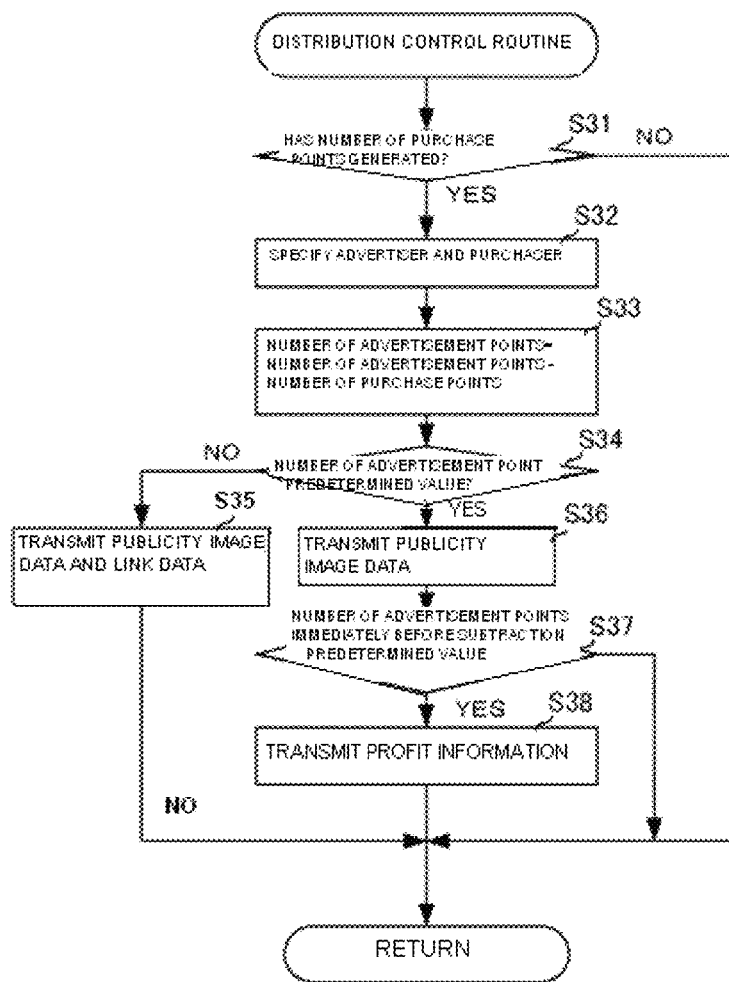 DISTRIBUTION CONTROL ROUTINE
HAS NUMBER OF PURCHASE
POINTS GENERATED?
S31
NO
YES
S32
SPECIFY ADVERTISER AND PURCHASER
S33
NUMBER OF ADVERTISEMENT POINTS=
NUMBER OF ADVERTISEMENT POINTS-
NUMBER OF PURCHASE POINTS
NO
S34
NUMBER OF ADVERTISEMENT POINT
PREDETERMINED VALUE?
S35
YES
S36
TRANSMIT PUBLICITY IMAGE
DATA AND LINK DATA
TRANSMIT PUBLICITY
IMAGE DATA
NUMBER OF ADVERTISEMENT POINTS
IMMEDIATELY BEFORE SUBTRACTION
PREDETERMINED VALUE
S37
YES
S38
TRANSMIT PROFIT INFORMATION
NO
RETURN